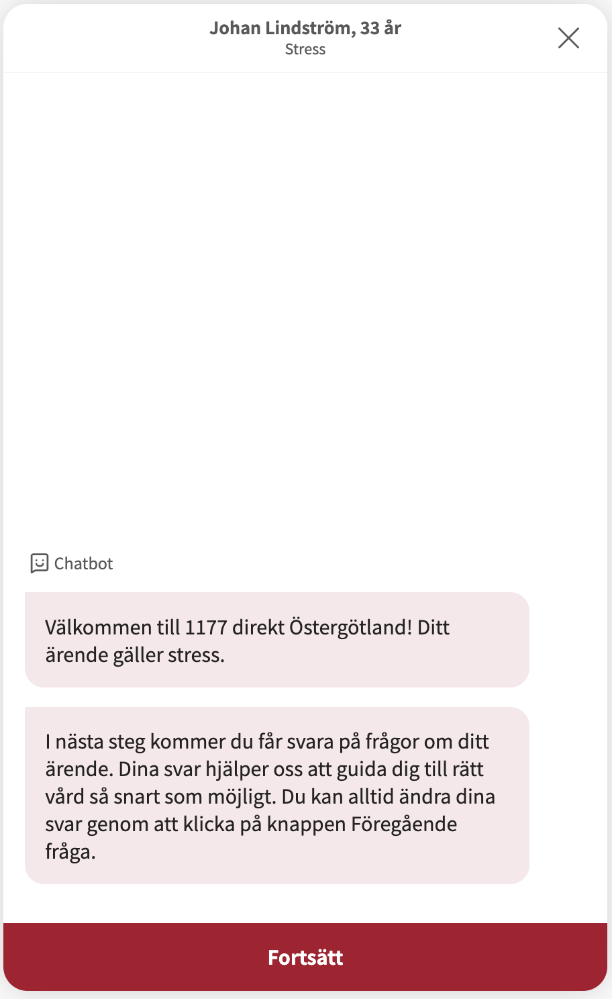 Johan Lindström, 33 år
Stress
Chatbot
Välkommen till 1177 direkt Östergötland! Ditt
ärende gäller stress.
I nästa steg kommer du får svara på frågor om ditt
ärende. Dina svar hjälper oss att guida dig till rätt
vård så snart som möjligt. Du kan alltid ändra dina
svar genom att klicka på knappen Föregående
fråga.
Fortsätt